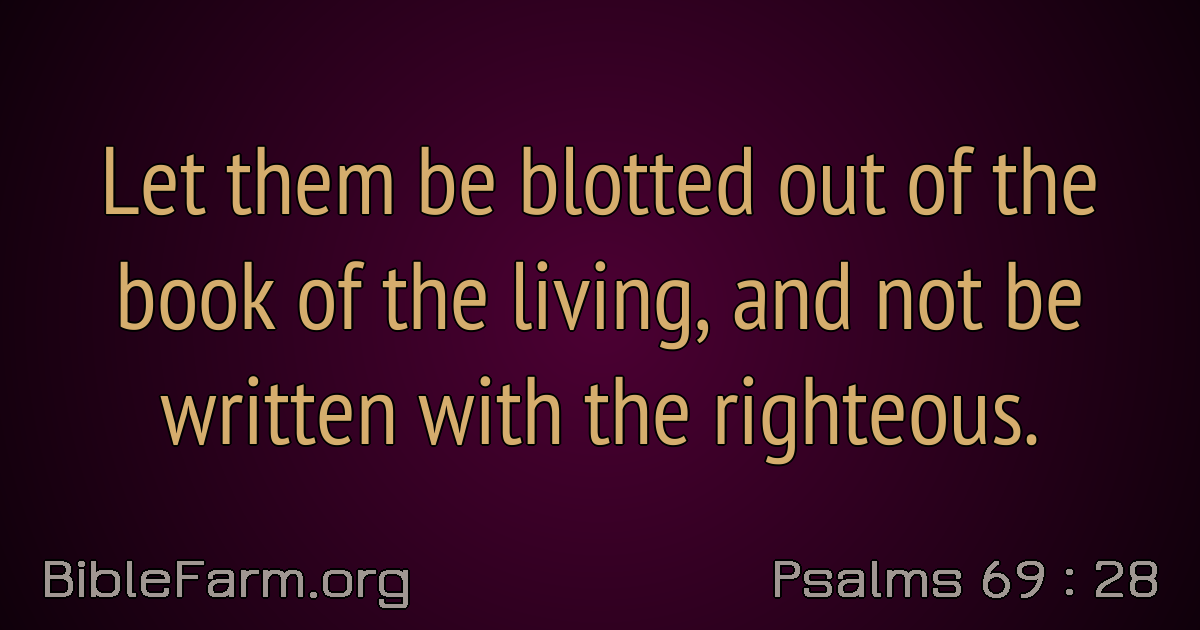 Let them be blotted out of the
book of the living, and not be
written with the righteous.
BibleFarm.org
Psalms 69 : 28